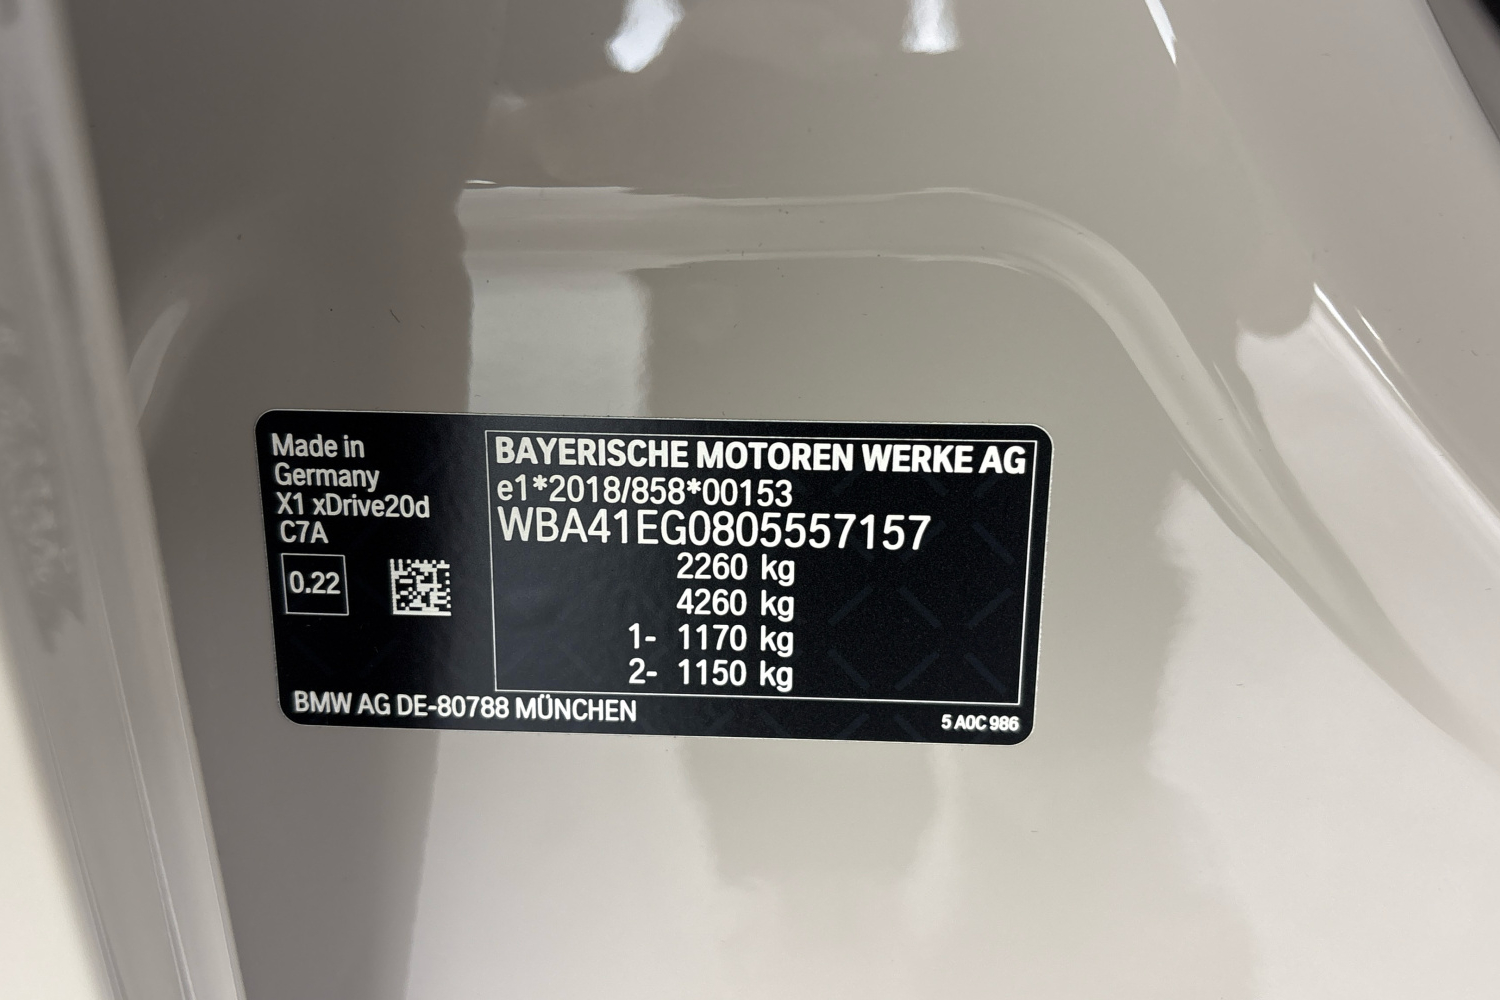 Made in
Germany
X1 xDrive20d
C7A
0.22
BAYERISCHE MOTOREN WERKE AG
e1*2018/858*00153
WBA41EG0805557157
2260 kg
4260 kg
1- 1170 kg
2- 1150 kg
BMW AG DE-80788 MÜNCHEN
5 A0C 986